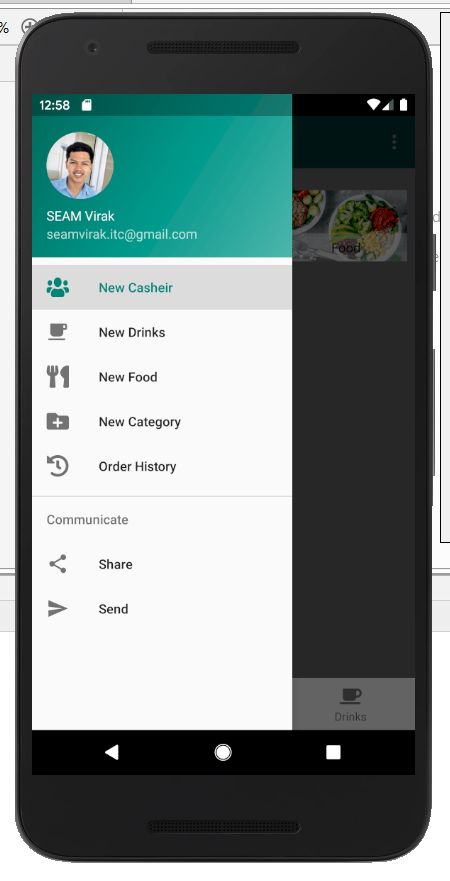 %
12:58
SEAM Virak
seamvirak.itc@gmail.com
New Casheir
New Drinks
New Food
New Category
Order History
Communicate
Share
Send
Food
Drinks
d
e